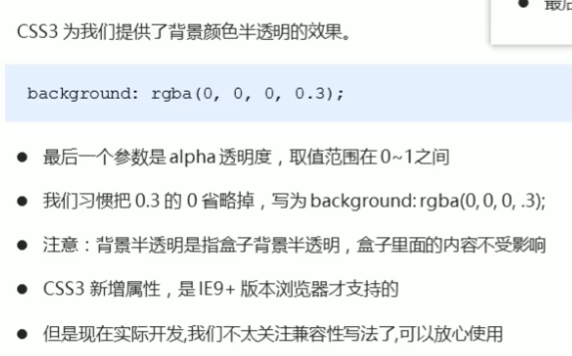 ● 最后
CSS3 为我们提供了背景颜色半透明的效果。
background: rgba(0, 0, 0, 0.3);
● 最后一个参数是 alpha 透明度，取值范围在 0~1之间
● 我们习惯把 0.3 的 0 省略掉，写为 background: rgba(0, 0, 0, .3);
● 注意：背景半透明是指盒子背景半透明，盒子里面的内容不受影响
● CSS3 新增属性，是 IE9+ 版本浏览器才支持的
● 但是现在实际开发,我们不太关注兼容性写法了,可以放心使用